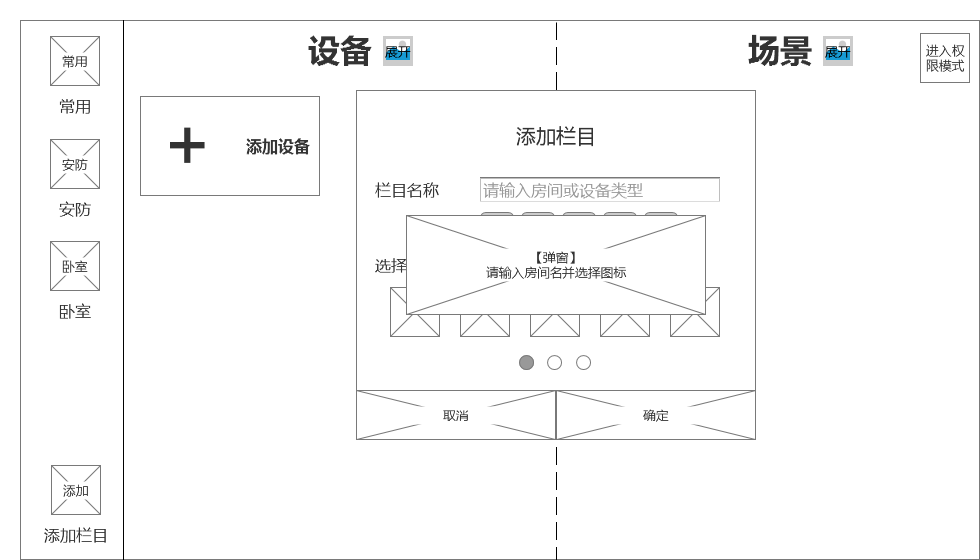 设备
展开
场景
展开
进入权
限模式
常用
常用
安防
安防
卧室
卧室
添加
添加栏目
添加设备
添加栏目
栏目名称
请输入房间或设备类型
选择
【弹窗】
请输入房间名并选择图标
取消
确定